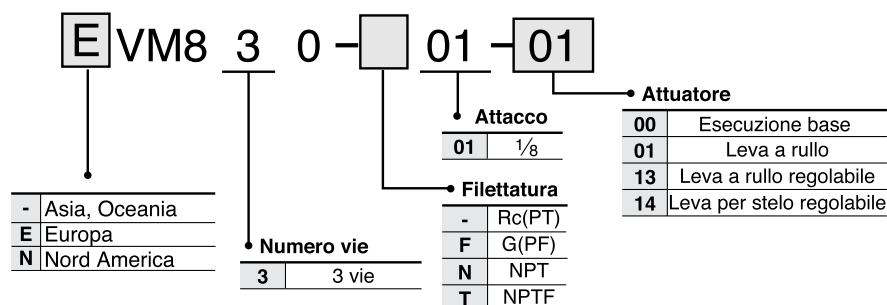 E VM8 3 0 - 01 - 01
Attuatore
00 Esecuzione base
01 Leva a rullo
13 Leva a rullo regolabile
14 Leva per stelo regolabile
Attacco
01 1/8
Filettatura
- Rc(PT)
F G(PF)
N NPT
T NPTF
- Asia, Oceania
E Europa
N Nord America
Numero vie
3 3 vie